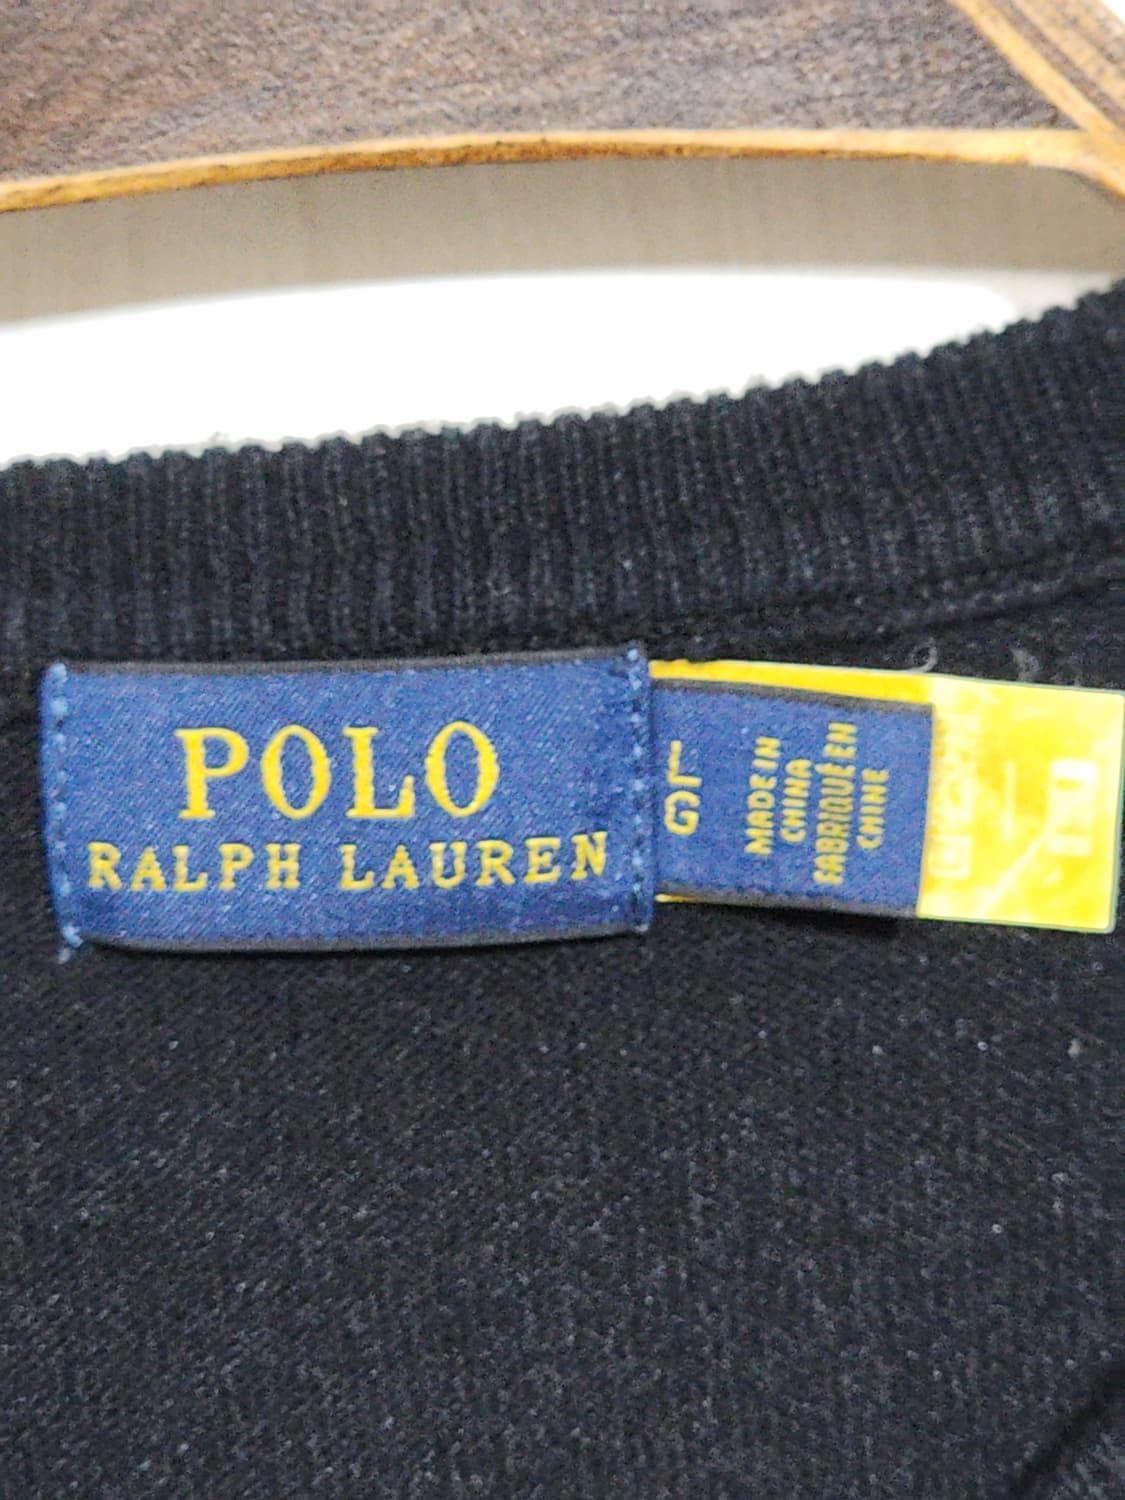 POLO
RALPH LAUREN
L
G
MADE IN
CHINA
FABRIQUÉ EN
CHINE